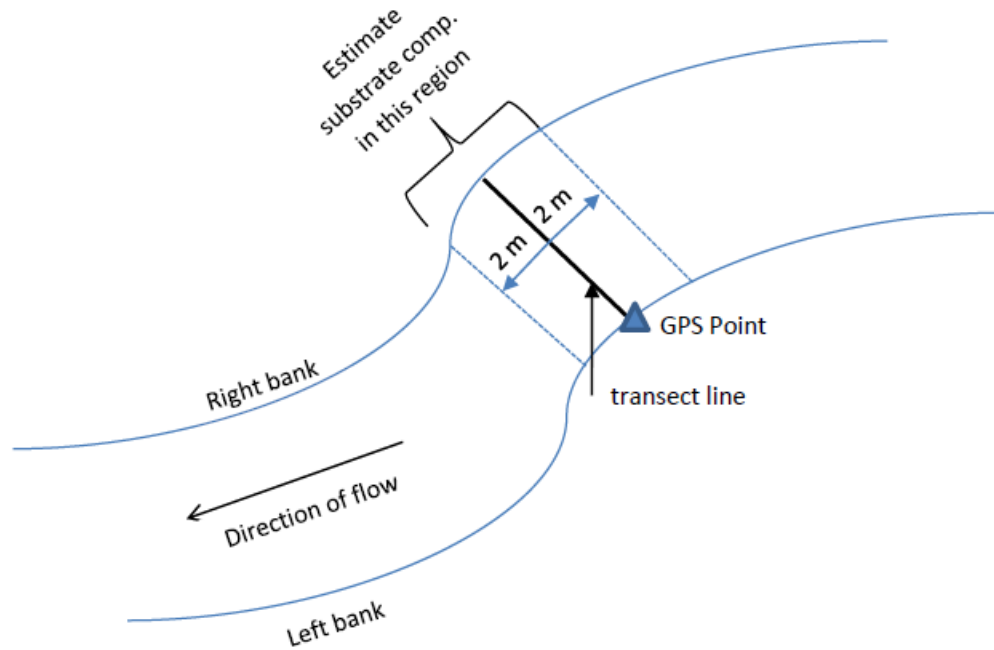 Estimate
substrate comp.
in this region
2 m
2 m
GPS Point
transect line
Right bank
Direction of flow
Left bank